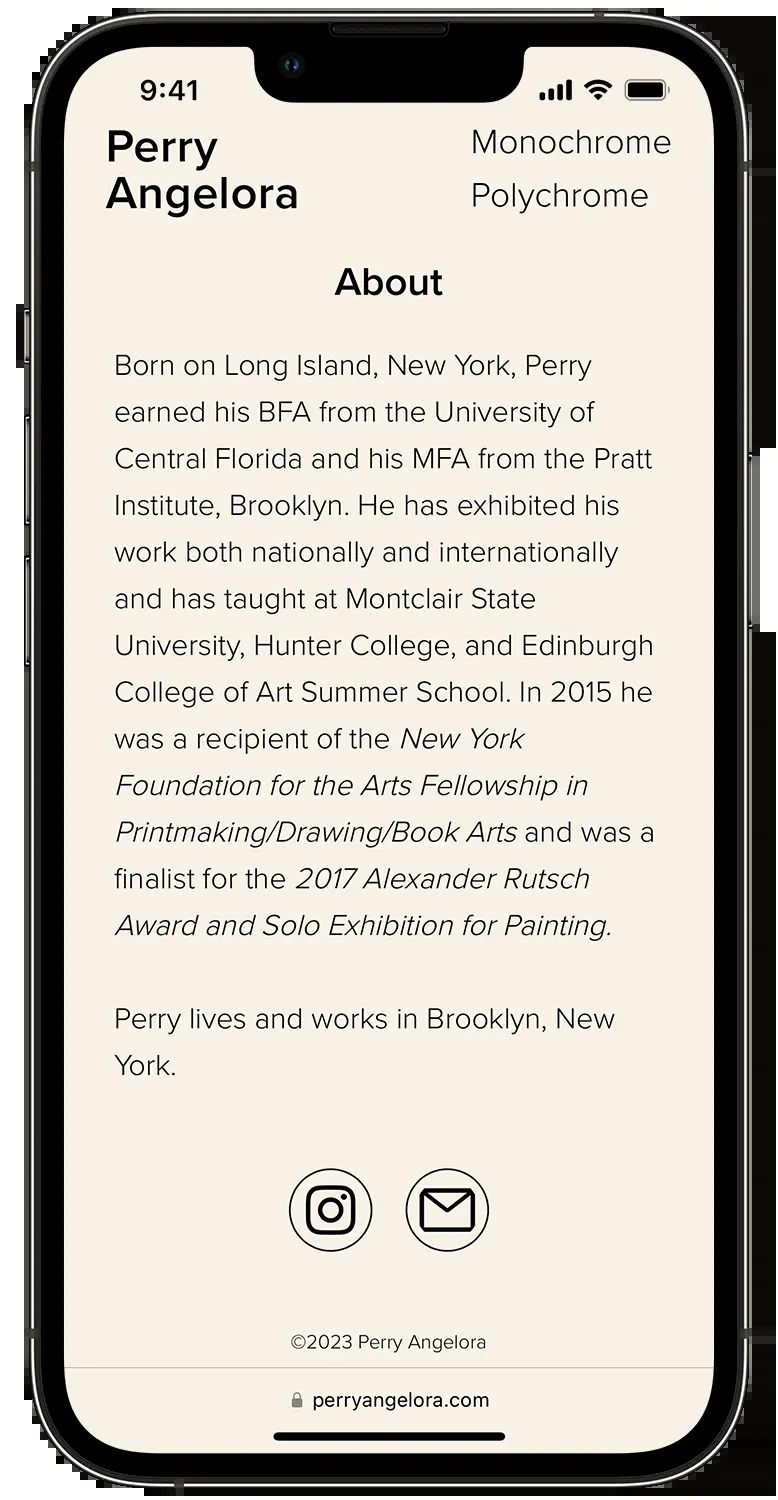 9:41
Perry
Angelora
Monochrome
Polychrome
About
Born on Long Island, New York, Perry
earned his BFA from the University of
Central Florida and his MFA from the Pratt
Institute, Brooklyn. He has exhibited his
work both nationally and internationally
and has taught at Montclair State
University, Hunter College, and Edinburgh
College of Art Summer School. In 2015 he
was a recipient of the New York
Foundation for the Arts Fellowship in
Printmaking/Drawing/Book Arts and was a
finalist for the 2017 Alexander Rutsch
Award and Solo Exhibition for Painting.
Perry lives and works in Brooklyn, New
York.
©2023 Perry Angelora
perryangelora.com